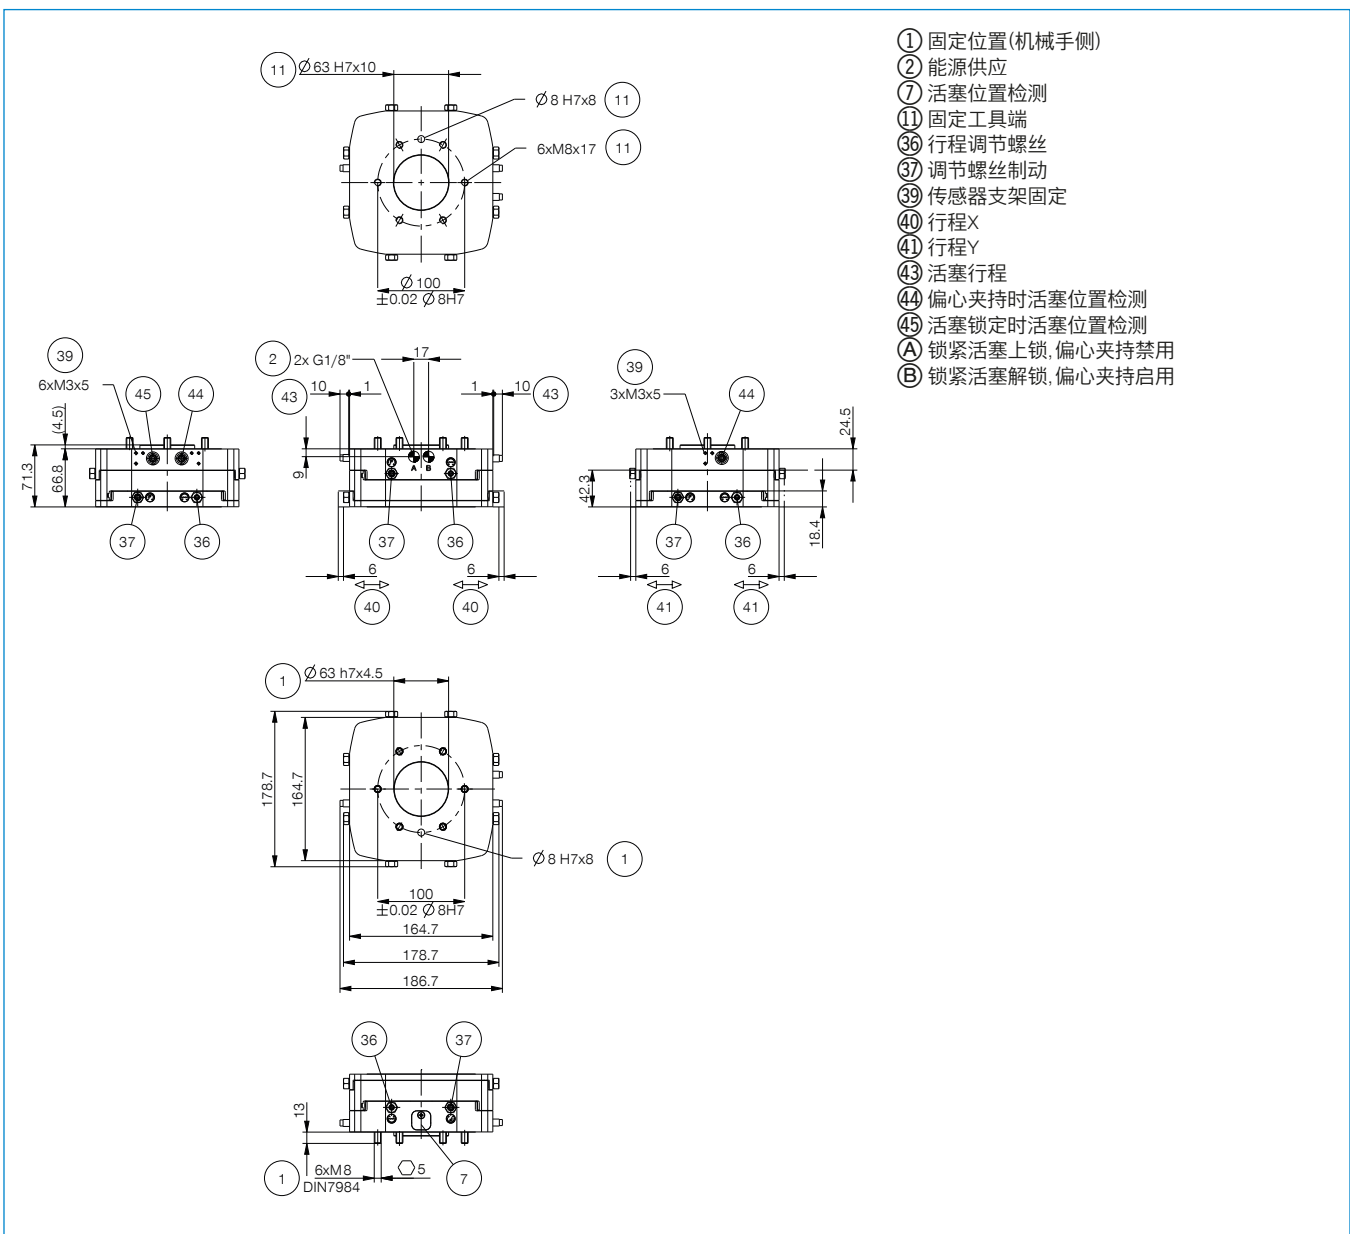 ① 固定位置(机械手侧)
② 能源供应
⑦ 活塞位置检测
⑪ 固定工具端
㊱ 行程调节螺丝
㊲ 调节螺丝制动
㊴ 传感器支架固定
㊵ 行程X
㊶ 行程Y
㊸ 活塞行程
㊹ 偏心夹持时活塞位置检测
㊺ 活塞锁定时活塞位置检测
Ⓐ 锁紧活塞上锁,偏心夹持禁用
Ⓑ 锁紧活塞解锁,偏心夹持启用
11 Ø 63 H7x10
Ø 8 H7x8 11
6xM8x17 11
Ø 100
±0.02 Ø 8H7
39
6xM3x5
45
44
(4.5)
71.3
66.8
37
36
2 2x G1/8"
17
43
10
1
1
10
43
9
A B
37
36
6
6
40
40
39
3xM3x5
44
24.5
42.3
18.4
37
36
6
6
41
41
1 Ø 63 h7x4.5
178.7
164.7
Ø 8 H7x8 1
100
±0.02 Ø 8H7
164.7
178.7
186.7
36
37
13
1
6xM8
DIN7984
5
7